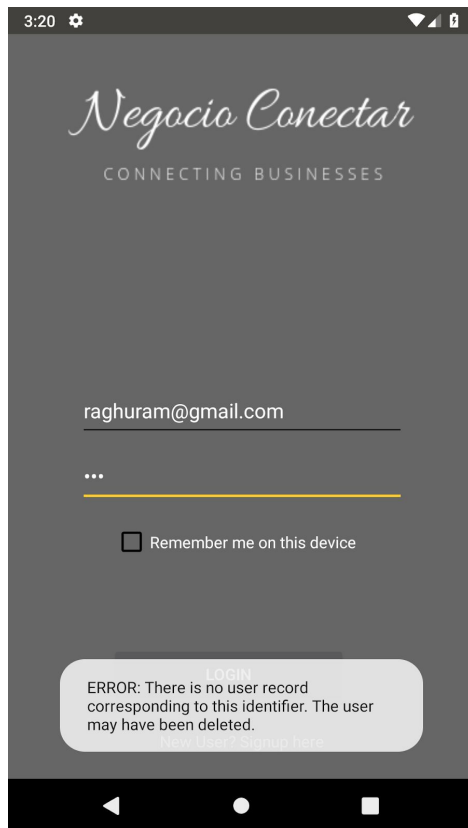 3:20
Negocio Conectar
CONNECTING BUSINESSES
raghuram@gmail.com
•••
Remember me on this device
LOGIN
ERROR: There is no user record
corresponding to this identifier. The user
may have been deleted.
New User? Signup here